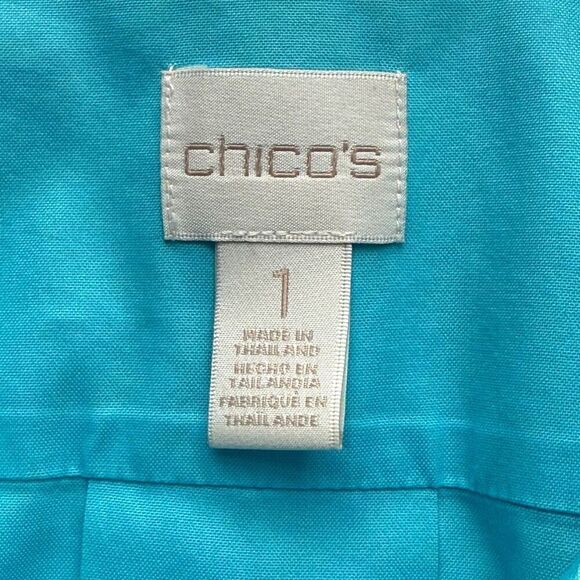 chico's
1
MADE IN
THAILAND
HECHO EN
TAILANDIA
FABRIQUÉ EN
THAÏLANDE